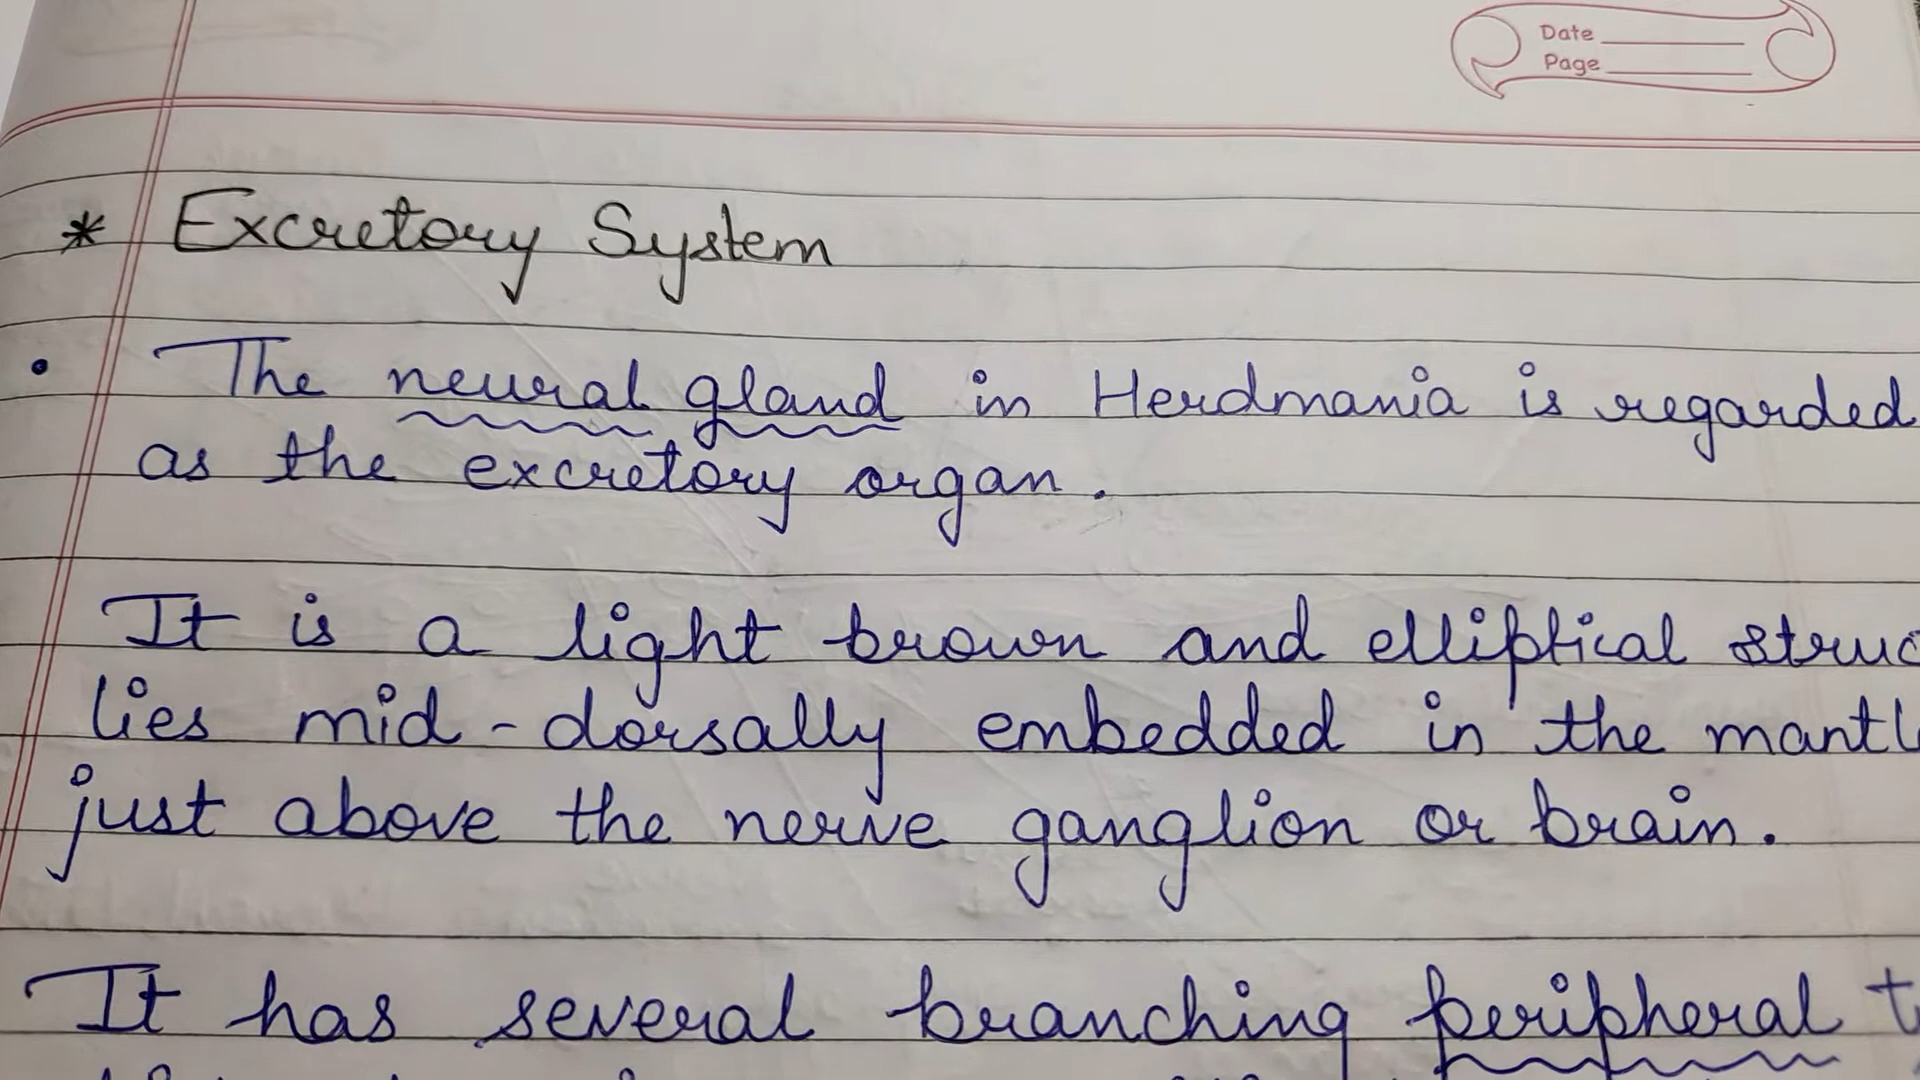 Date
Page
* Excretory System
• The neural gland in Herdmania is regarded
as the excretory organ.
It is a light brown and elliptical
lies mid-dorsally embedded in the
just above the nerve ganglion or brain.
It has several branching peripheral